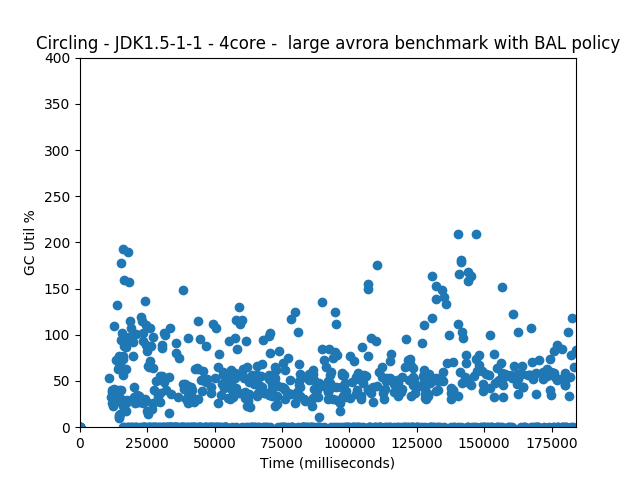 Circling - JDK1.5-1-1 - 4core -  large avrora benchmark with BAL policy
400
350
300
250
200
150
100
50
0
GC Util %
0 25000 50000 75000 100000 125000 150000 175000
Time (milliseconds)